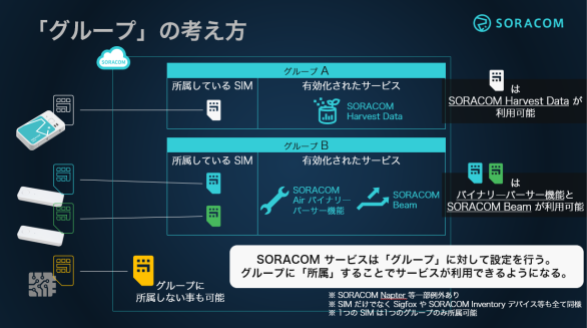 「グループ」の考え方
SORACOM
SORACOM
グループ A
所属している SIM
有効化されたサービス
SORACOM
Harvest Data
は
SORACOM Harvest Data が
利用可能
グループ B
所属している SIM
有効化されたサービス
SORACOM
Air バイナリー
パーサー機能
SORACOM
Beam
は
バイナリーパーサー機能と
SORACOM Beam が利用可能
グループに
所属しない事も可能
SORACOM サービスは「グループ」に対して設定を行う。
グループに「所属」することでサービスが利用できるようになる。
※ SORACOM Napter 等一部例外あり
※ SIM だけでなく Sigfox や SORACOM Inventory デバイス等も全て同様
※ 1つの SIM は1つのグループのみ所属可能